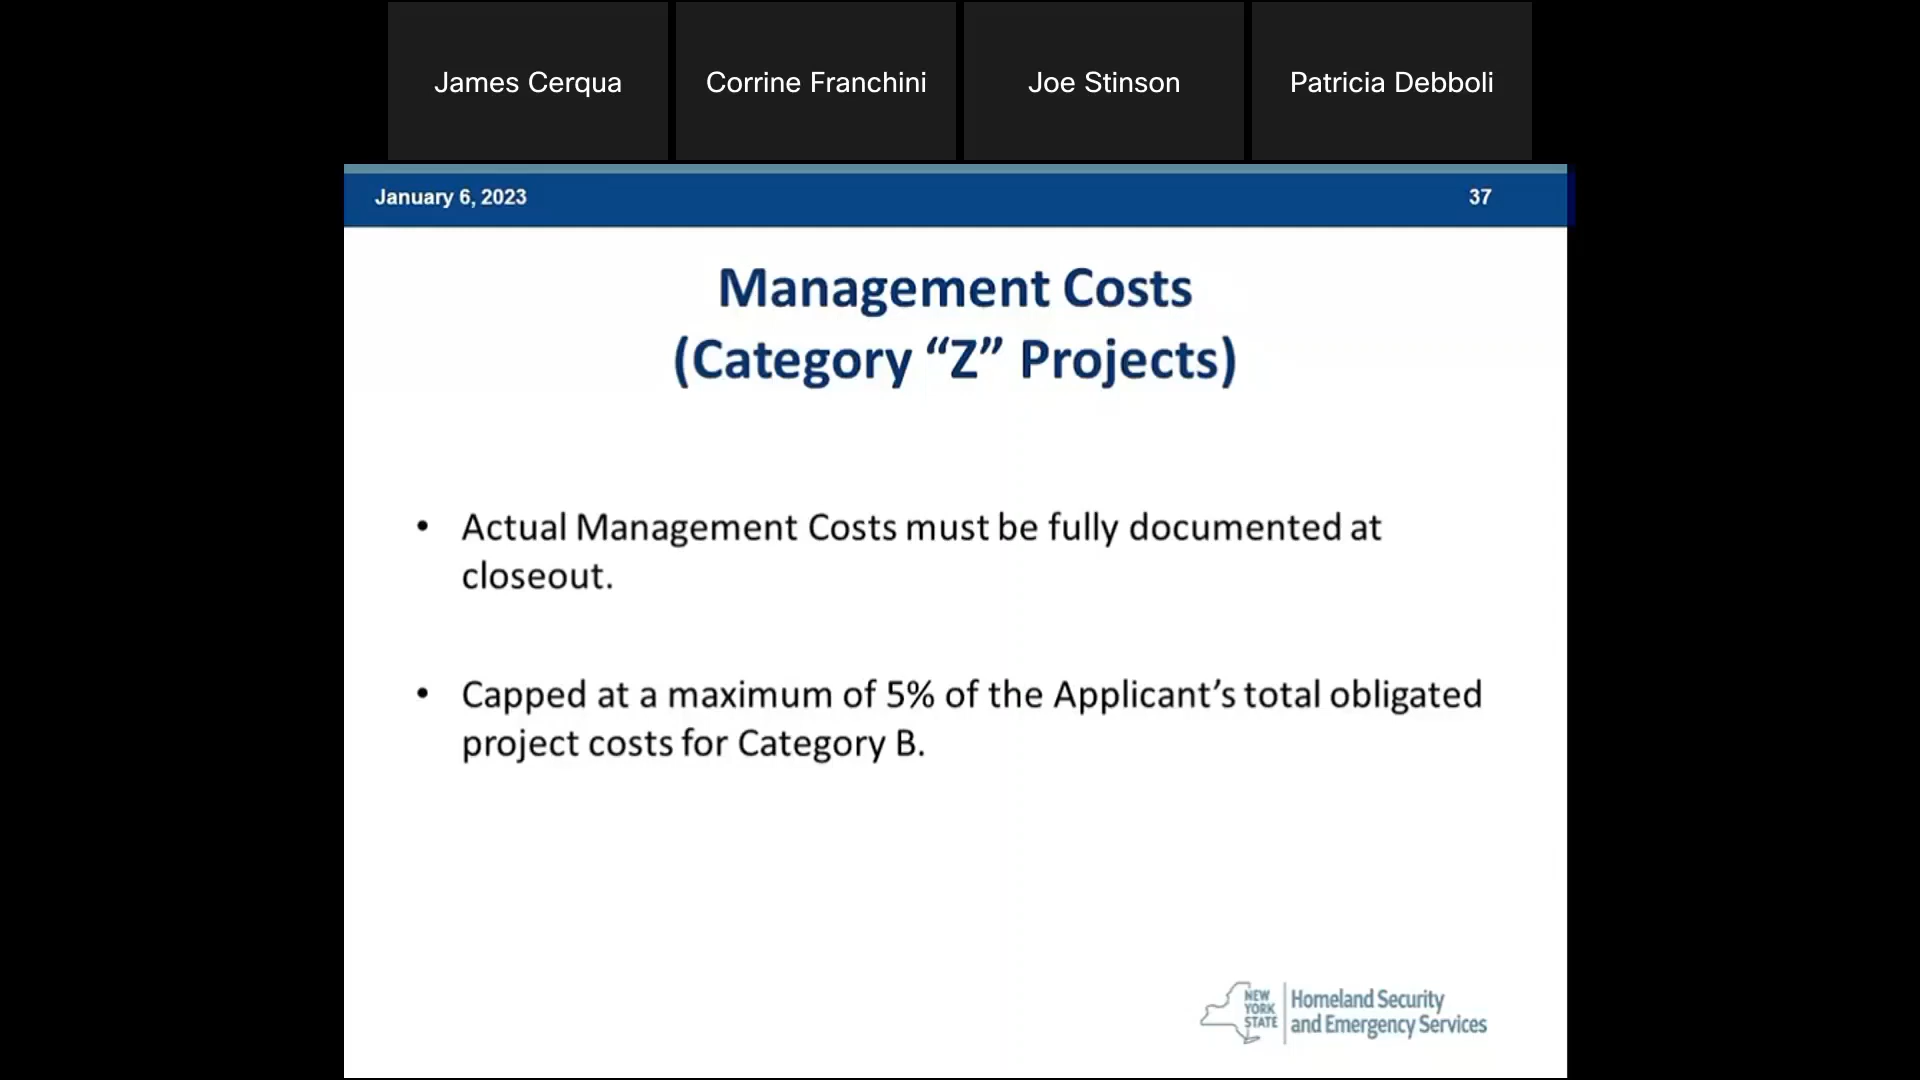 James Cerqua
Corrine Franchini
Joe Stinson
Patricia Debboli
January 6, 2023
37
Management Costs
(Category “Z” Projects)
• Actual Management Costs must be fully documented at
closeout.
• Capped at a maximum of 5% of the Applicant’s total obligated
project costs for Category B.
NEW
YORK
STATE
Homeland Security
and Emergency Services